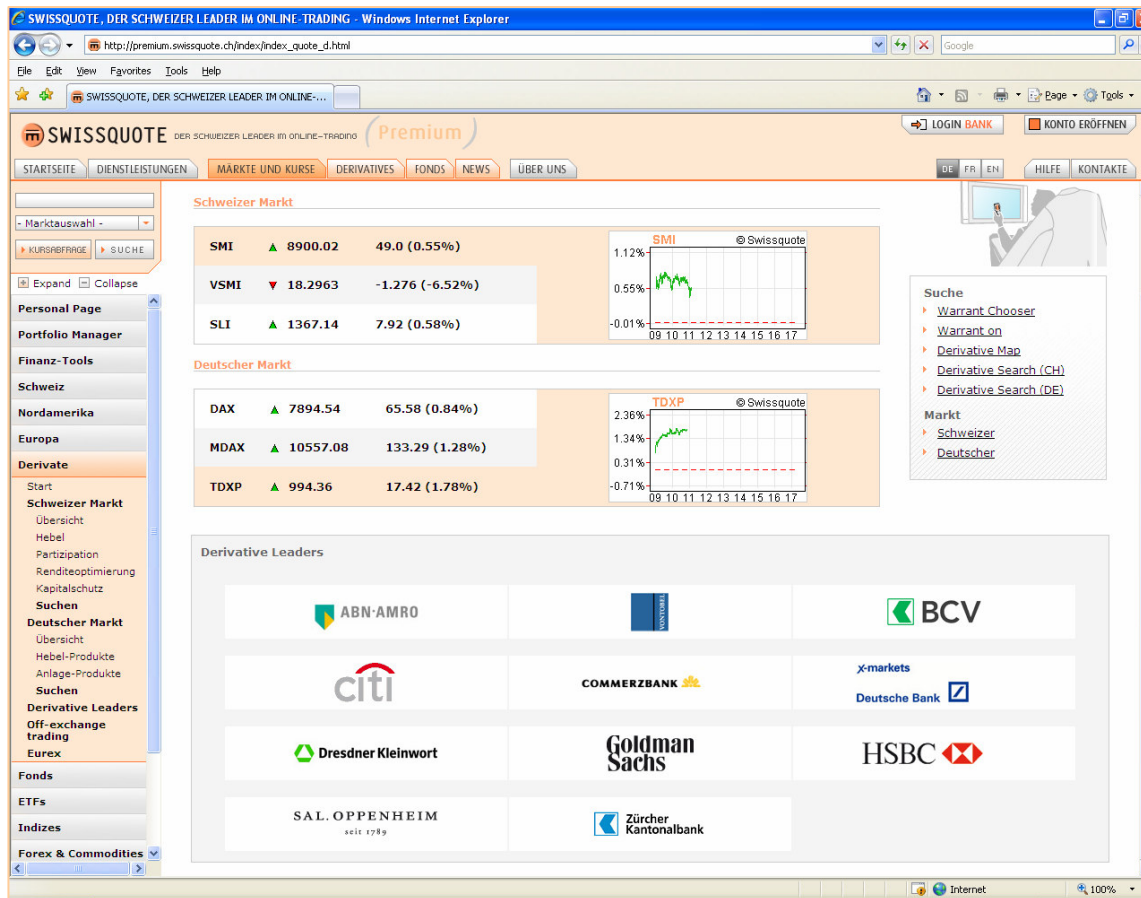 SWISSQUOTE, DER SCHWEIZER LEADER IM ONLINE-TRADING - Windows Internet Explorer
http://premium.swissquote.ch/index/index_quote_d.html
Google
File Edit View Favorites Tools Help
SWISSQUOTE, DER SCHWEIZER LEADER IM ONLINE-...
Page Tools
SWISSQUOTE DER SCHWEIZER LEADER IM ONLINE-TRADING (Premium)
LOGIN BANK KONTO ERÖFFNEN
STARTSEITE DIENSTLEISTUNGEN MÄRKTE UND KURSE DERIVATIVES FONDS NEWS ÜBER UNS DE FR EN HILFE KONTAKTE
- Marktauswahl -
KURSABFRAGE SUCHE
Expand Collapse
Personal Page
Portfolio Manager
Finanz-Tools
Schweiz
Nordamerika
Europa
Derivate
Start
Schweizer Markt
Übersicht
Hebel
Partizipation
Renditeoptimierung
Kapitalschutz
Suchen
Deutscher Markt
Übersicht
Hebel-Produkte
Anlage-Produkte
Suchen
Derivative Leaders
Off-exchange
trading
Eurex
Fonds
ETFs
Indizes
Forex & Commodities
Schweizer Markt
SMI ▲ 8900.02 49.0 (0.55%)
VSMI ▼ 18.2963 -1.276 (-6.52%)
SLI ▲ 1367.14 7.92 (0.58%)
SMI © Swissquote
1.12%
0.55%
-0.01%
09 10 11 12 13 14 15 16 17
Deutscher Markt
DAX ▲ 7894.54 65.58 (0.84%)
MDAX ▲ 10557.08 133.29 (1.28%)
TDXP ▲ 994.36 17.42 (1.78%)
TDXP © Swissquote
2.36%
1.34%
0.31%
-0.71%
09 10 11 12 13 14 15 16 17
Suche
Warrant Chooser
Warrant on
Derivative Map
Derivative Search (CH)
Derivative Search (DE)
Markt
Schweizer
Deutscher
Derivative Leaders
ABN·AMRO
VONTOBEL
BCV
citi
COMMERZBANK
x-markets
Deutsche Bank
Dresdner Kleinwort
Goldman
Sachs
HSBC
SAL. OPPENHEIM
seit 1789
Zürcher
Kantonalbank
Internet 100%